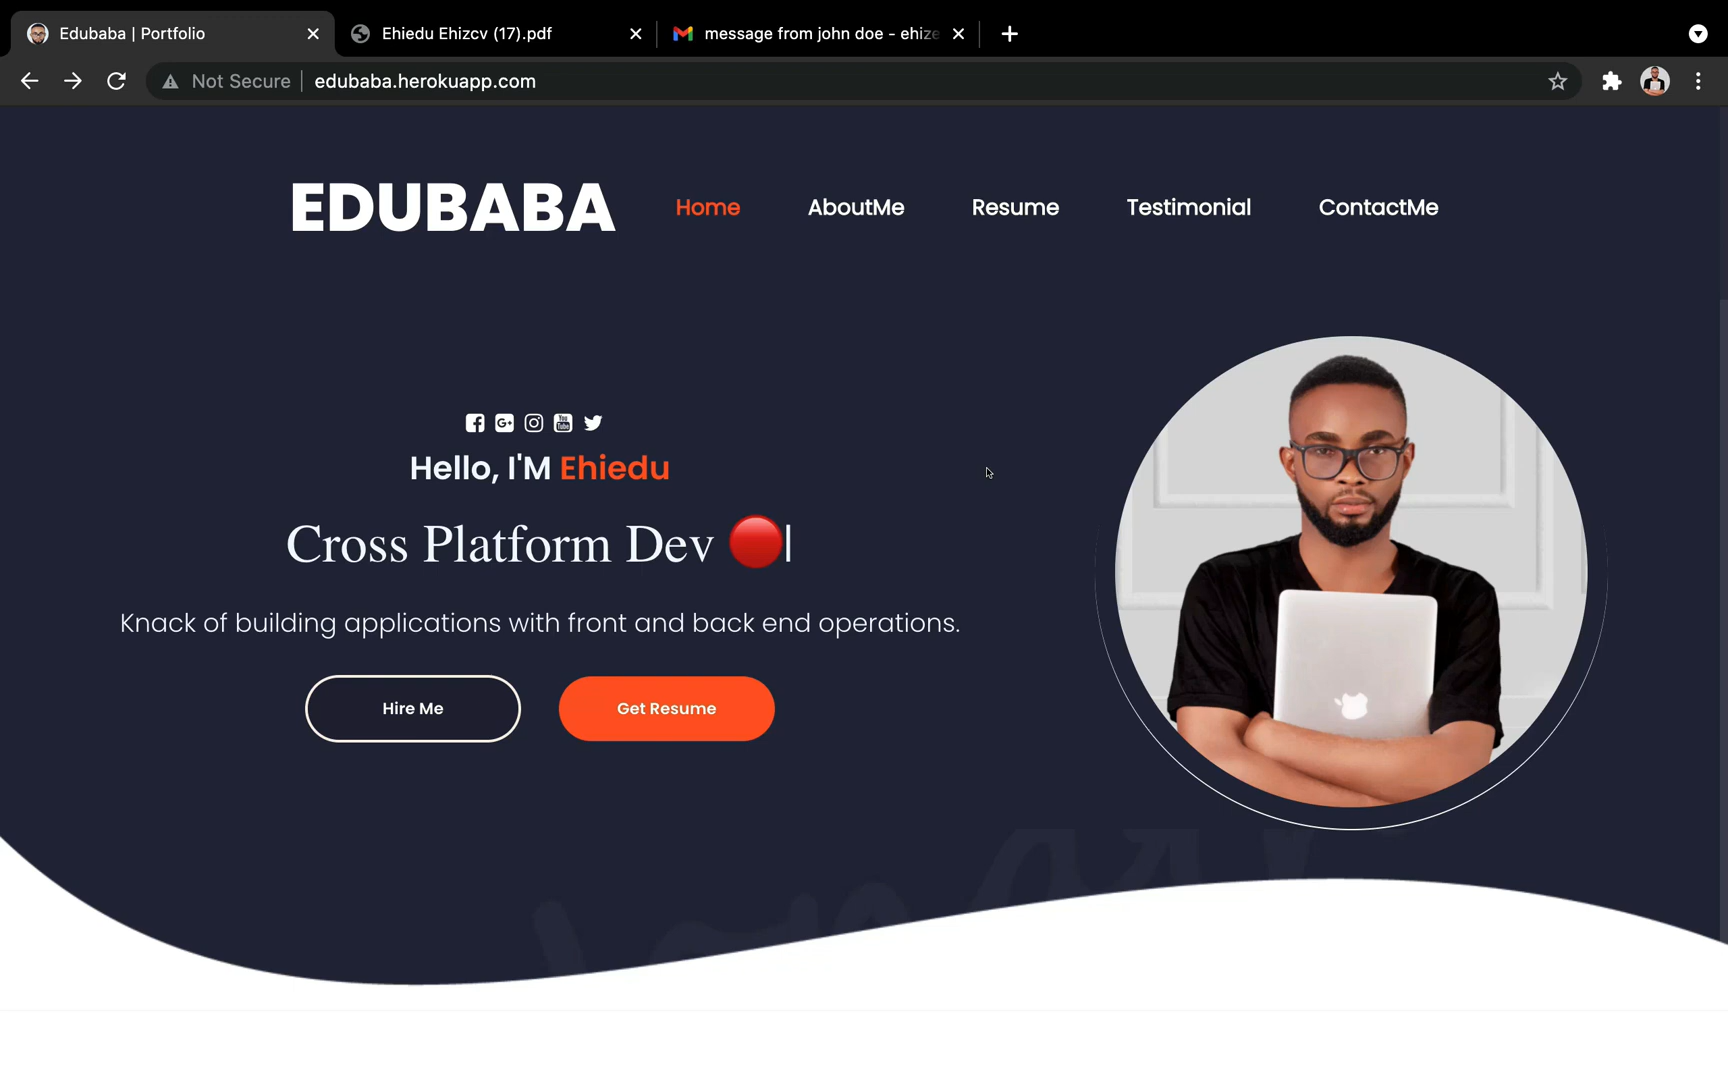 Edubaba | Portfolio
Ehiedu Ehizcv (17).pdf
message from john doe - ehize
Not Secure
edubaba.herokuapp.com
EDUBABA
Home
AboutMe
Resume
Testimonial
ContactMe
Hello, I'M Ehiedu
Cross Platform Dev 🔴|
Knack of building applications with front and back end operations.
Hire Me
Get Resume